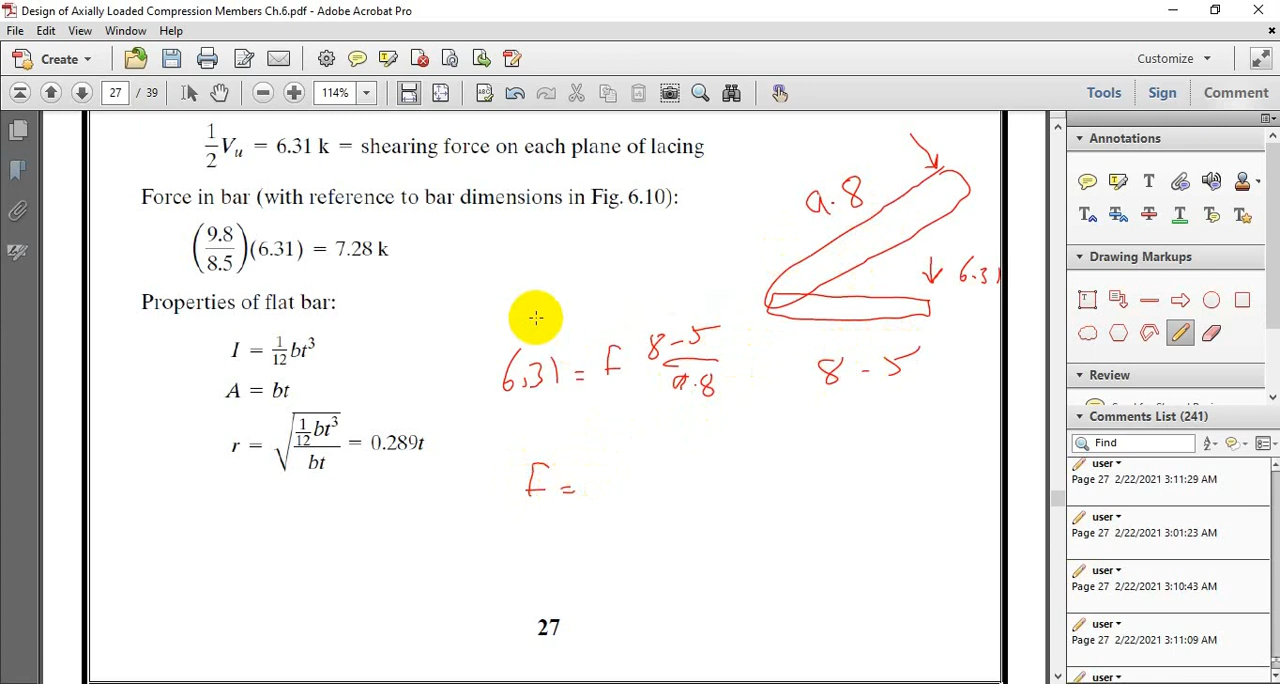 Design of Axially Loaded Compression Members Ch.6.pdf - Adobe Acrobat Pro
File Edit View Window Help
Create
Customize
27 / 39
114%
Tools Sign Comment
1/2 Vu = 6.31 k = shearing force on each plane of lacing
Force in bar (with reference to bar dimensions in Fig. 6.10):
(9.8/8.5)(6.31) = 7.28 k
Properties of flat bar:
I = 1/12 bt³
A = bt
r = √(1/12 bt³ / bt) = 0.289t
9.8
6.31
6.31 = F 8.5/9.8
8.5
F =
27
Annotations
Drawing Markups
Review
Comments List (241)
Find
user
Page 27 2/22/2021 3:11:29 AM
user
Page 27 2/22/2021 3:01:23 AM
user
Page 27 2/22/2021 3:10:43 AM
user
Page 27 2/22/2021 3:11:09 AM
user